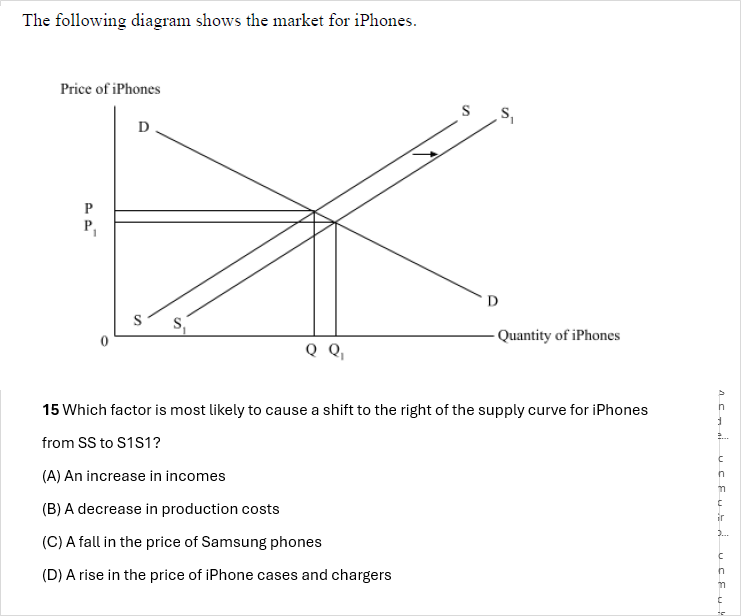 The following diagram shows the market for iPhones.
Price of iPhones
D
S
S₁
P
P₁
D
S
S₁
0
Quantity of iPhones
Q Q₁
15 Which factor is most likely to cause a shift to the right of the supply curve for iPhones
from SS to S1S1?
(A) An increase in incomes
(B) A decrease in production costs
(C) A fall in the price of Samsung phones
(D) A rise in the price of iPhone cases and chargers